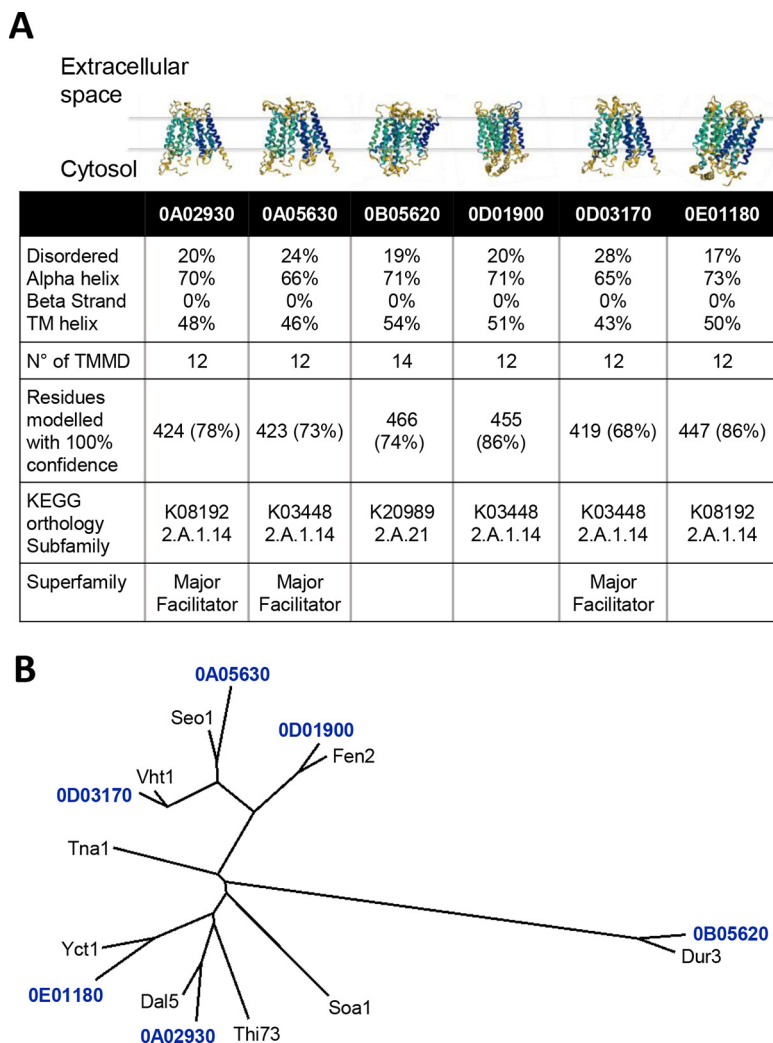 A
Extracellular
space
Cytosol
0A02930 0A05630 0B05620 0D01900 0D03170 0E01180
Disordered 20% 24% 19% 20% 28% 17%
Alpha helix 70% 66% 71% 71% 65% 73%
Beta Strand 0% 0% 0% 0% 0% 0%
TM helix 48% 46% 54% 51% 43% 50%
N° of TMMD 12 12 14 12 12 12
Residues
modelled
with 100%
confidence
424 (78%) 423 (73%) 466 (74%) 455 (86%) 419 (68%) 447 (86%)
KEGG
orthology
Subfamily
K08192 K03448 K20989 K03448 K03448 K08192
2.A.1.14 2.A.1.14 2.A.21 2.A.1.14 2.A.1.14 2.A.1.14
Superfamily Major Major Major
Facilitator Facilitator Facilitator
B
0A05630
Seo1
0D01900
Fen2
Vht1
0D03170
Tna1
0B05620
Dur3
Yct1
0E01180
Dal5
Soa1
0A02930
Thi73